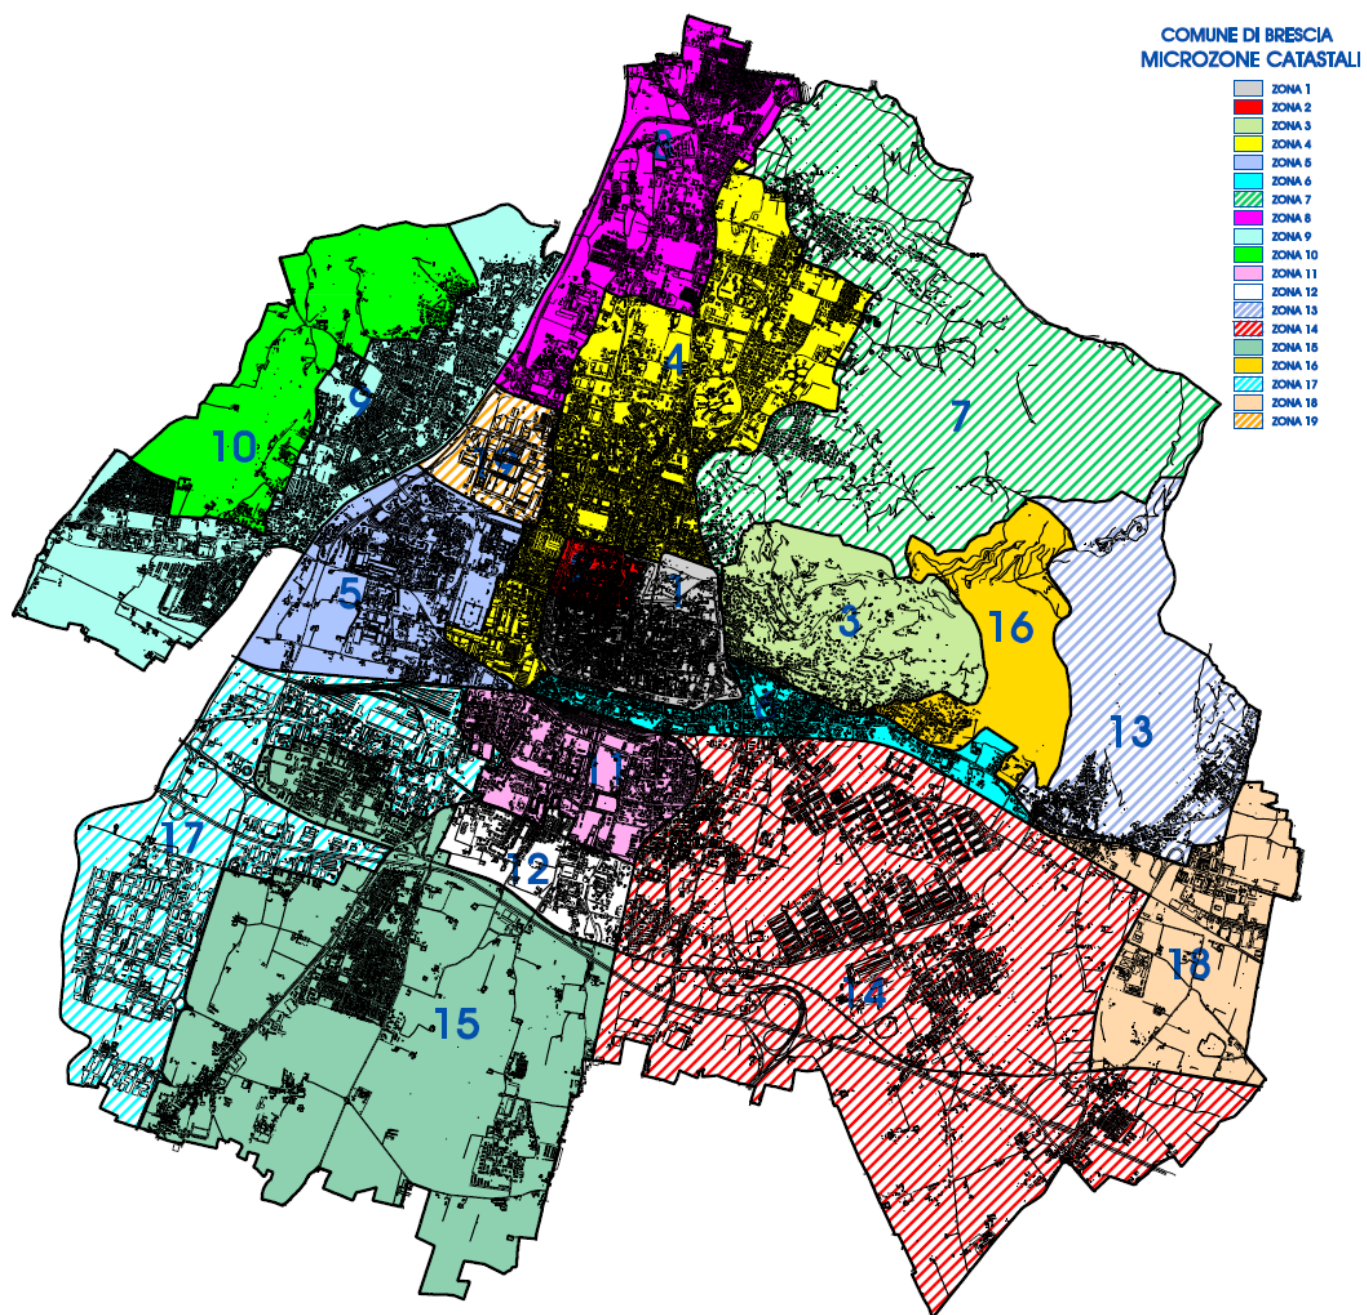 COMUNE DI BRESCIA
MICROZONE CATASTALI
ZONA 1
ZONA 2
ZONA 3
ZONA 4
ZONA 5
ZONA 6
ZONA 7
ZONA 8
ZONA 9
ZONA 10
ZONA 11
ZONA 12
ZONA 13
ZONA 14
ZONA 15
ZONA 16
ZONA 17
ZONA 18
ZONA 19
4
9
7
10
19
5
1
3
16
6
13
11
17
12
18
14
15